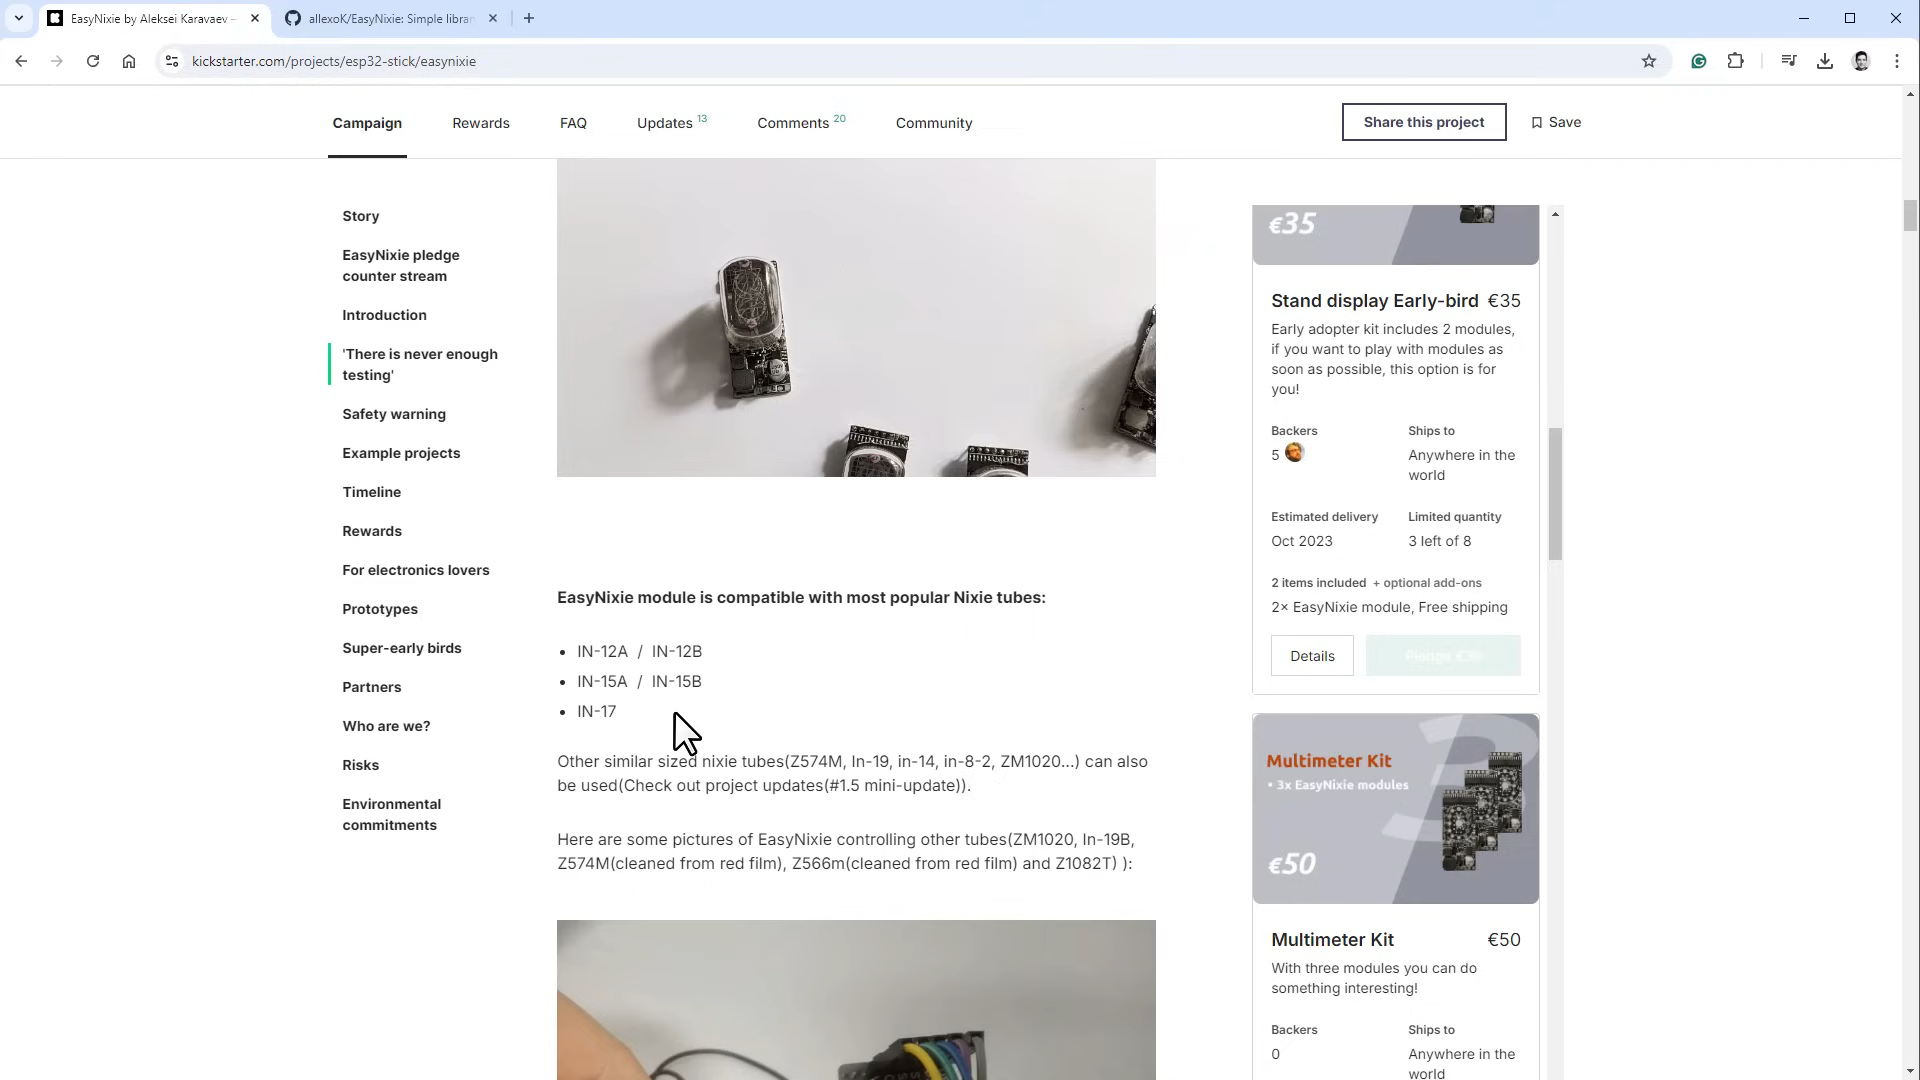 EasyNixie by Aleksei Karavaev –
allexoK/EasyNixie: Simple librar
kickstarter.com/projects/esp32-stick/easynixie
Campaign
Rewards
FAQ
Updates 13
Comments 20
Community
Share this project
Save
Story
EasyNixie pledge
counter stream
Introduction
'There is never enough
testing'
Safety warning
Example projects
Timeline
Rewards
For electronics lovers
Prototypes
Super-early birds
Partners
Who are we?
Risks
Environmental
commitments
EasyNixie module is compatible with most popular Nixie tubes:
• IN-12A / IN-12B
• IN-15A / IN-15B
• IN-17
Other similar sized nixie tubes(Z574M, In-19, in-14, in-8-2, ZM1020...) can also
be used(Check out project updates(#1.5 mini-update)).
Here are some pictures of EasyNixie controlling other tubes(ZM1020, In-19B,
Z574M(cleaned from red film), Z566m(cleaned from red film) and Z1082T) ):
€35
Stand display Early-bird €35
Early adopter kit includes 2 modules,
if you want to play with modules as
soon as possible, this option is for
you!
Backers
5
Ships to
Anywhere in the
world
Estimated delivery
Oct 2023
Limited quantity
3 left of 8
2 items included + optional add-ons
2× EasyNixie module, Free shipping
Details
Multimeter Kit
• 3x EasyNixie modules
3
€50
Multimeter Kit €50
With three modules you can do
something interesting!
Backers
0
Ships to
Anywhere in the
world